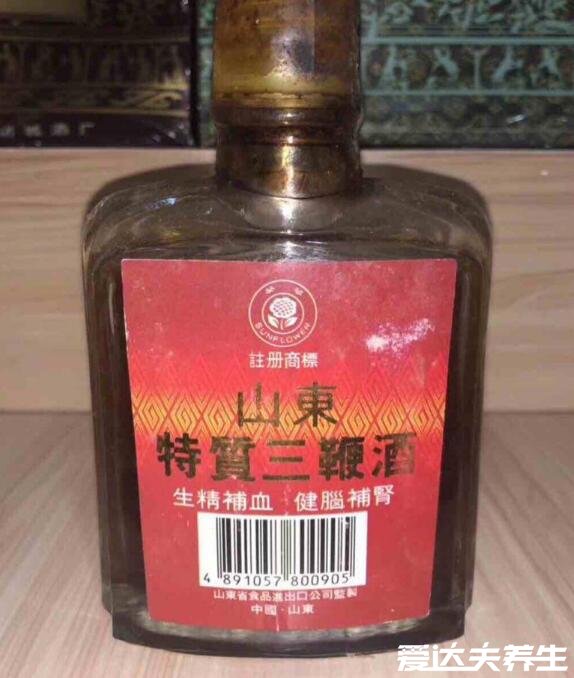 SUNFLOWER
註册商標
山東
特質三鞭酒
生精補血 健腦補腎
4 891057 800905
山東省食品進出口公司監製
中國·山東
爱达夫养生